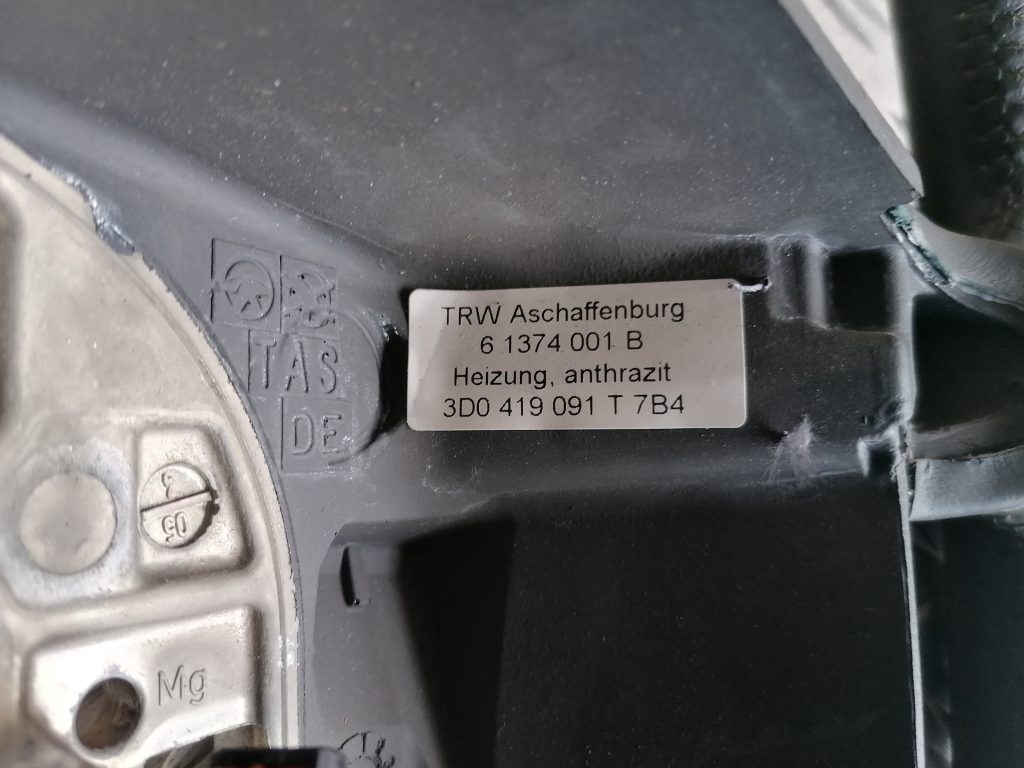 TRW Aschaffenburg
6 1374 001 B
Heizung, anthrazit
3D0 419 091 T 7B4
TAS
DE
05
Mg